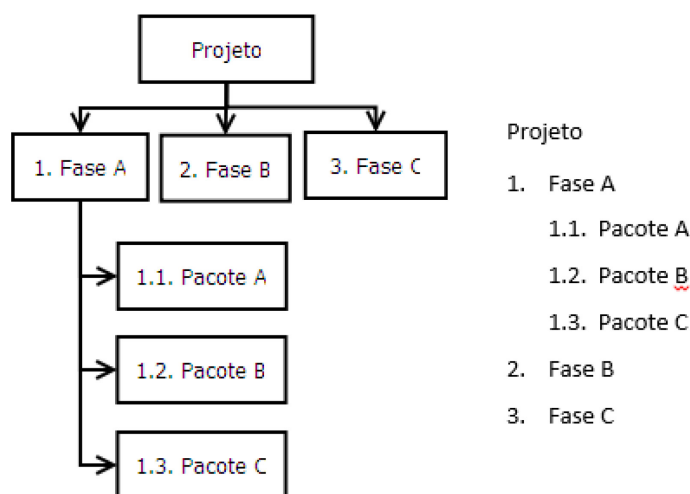 Projeto
1. Fase A
2. Fase B
3. Fase C
1.1. Pacote A
1.2. Pacote B
1.3. Pacote C
Projeto
1. Fase A
1.1. Pacote A
1.2. Pacote B
1.3. Pacote C
2. Fase B
3. Fase C